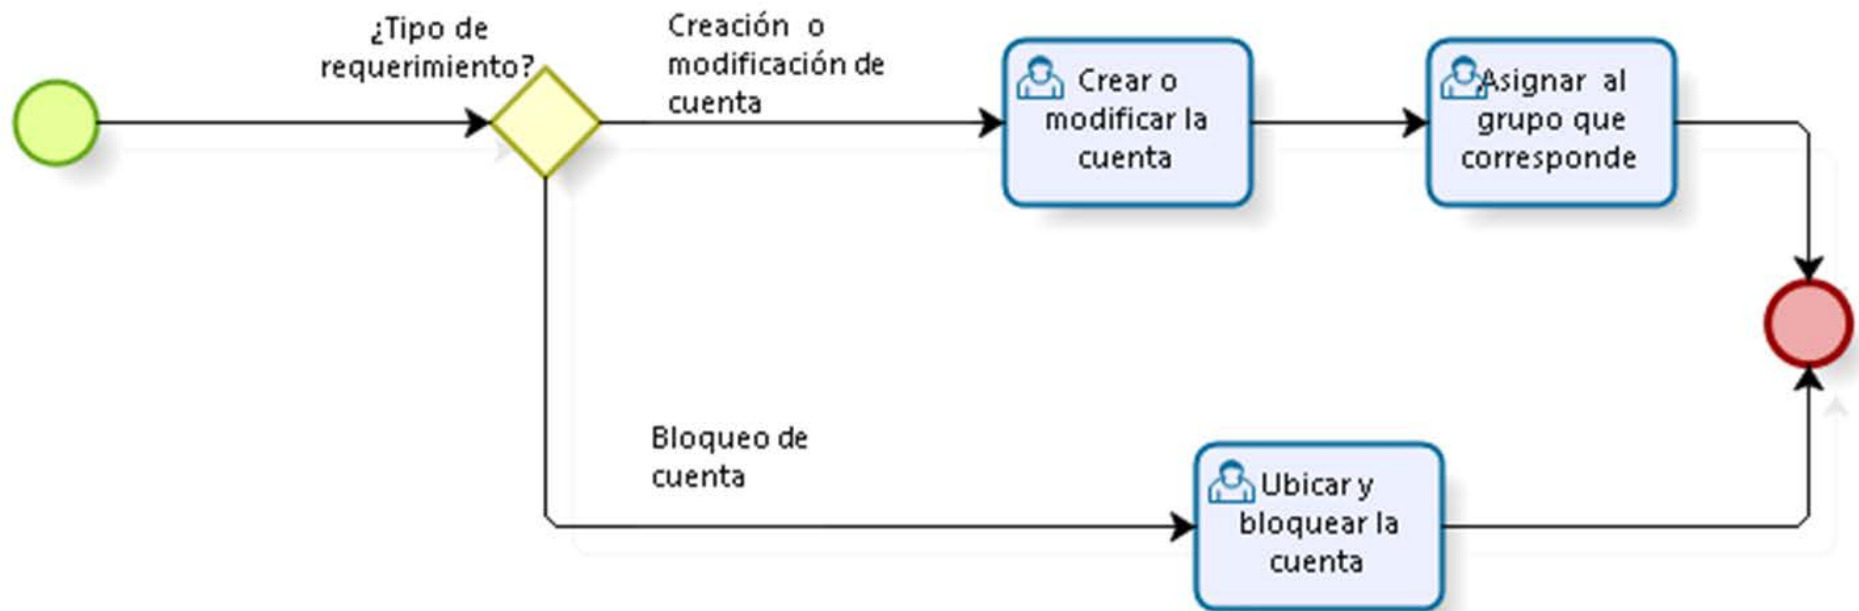 ¿Tipo de
requerimiento?
Creación o
modificación de
cuenta
Crear o
modificar la
cuenta
Asignar al
grupo que
corresponde
Bloqueo de
cuenta
Ubicar y
bloquear la
cuenta